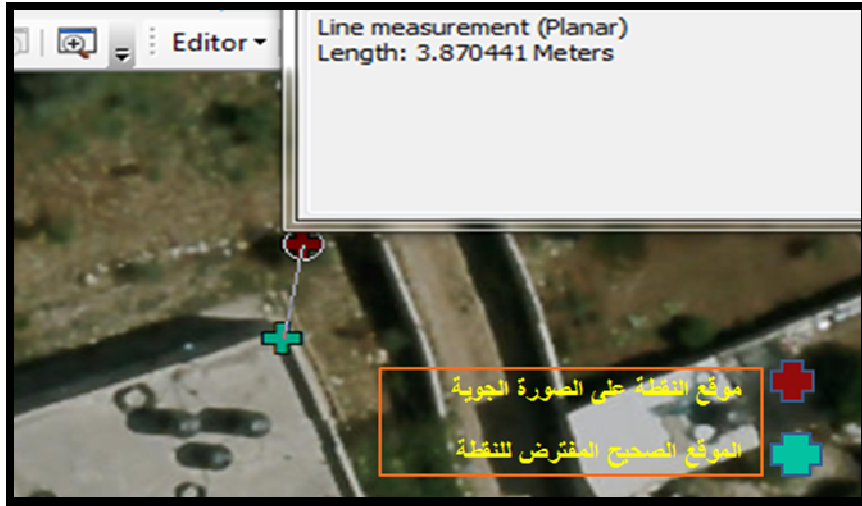 Editor
Line measurement (Planar)
Length: 3.870441 Meters
موقع النقطة على الصورة الجوية
الموقع الصحيح المفترض للنقطة